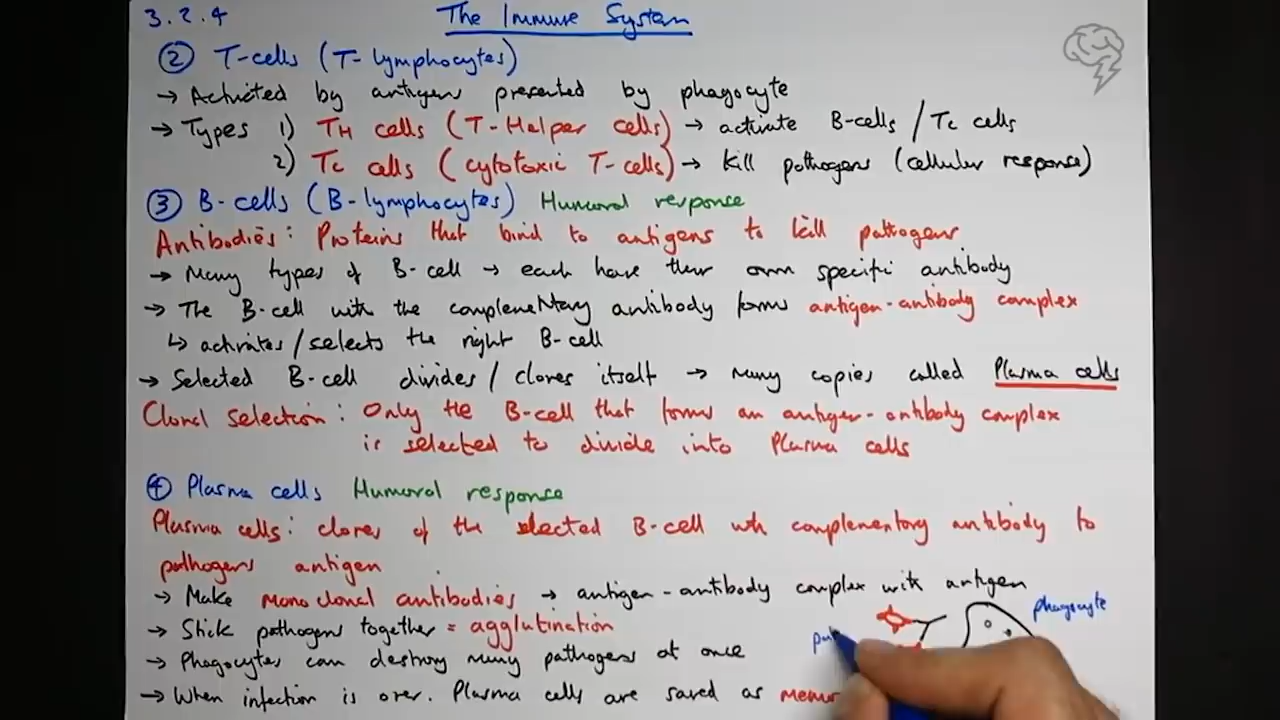 3.2.4 The Immune System
② T-cells (T-lymphocytes)
→ Activated by antigens presented by phagocyte
→ Types 1) TH cells (T-Helper cells) → activate B-cells / Tc cells
2) Tc cells (cytotoxic T-cells) → kill pathogens (cellular response)
③ B-cells (B-lymphocytes) Humoral response
Antibodies: Proteins that bind to antigens to kill pathogens
→ Many types of B-cell → each have their own specific antibody
→ The B-cell with the complementary antibody forms antigen-antibody complex
↳ activates/selects the right B-cell
→ Selected B-cell divides/clones itself → many copies called Plasma cells
Clonal selection: Only the B-cell that forms an antigen-antibody complex
is selected to divide into Plasma cells
④ Plasma cells Humoral response
Plasma cells: clones of the selected B-cell with complementary antibody to
pathogens antigen
→ Make monoclonal antibodies → antigen-antibody complex with antigen
phagocyte
→ Stick pathogens together = agglutination
→ Phagocytes can destroy many pathogens at once
→ When infection is over. Plasma cells are saved as